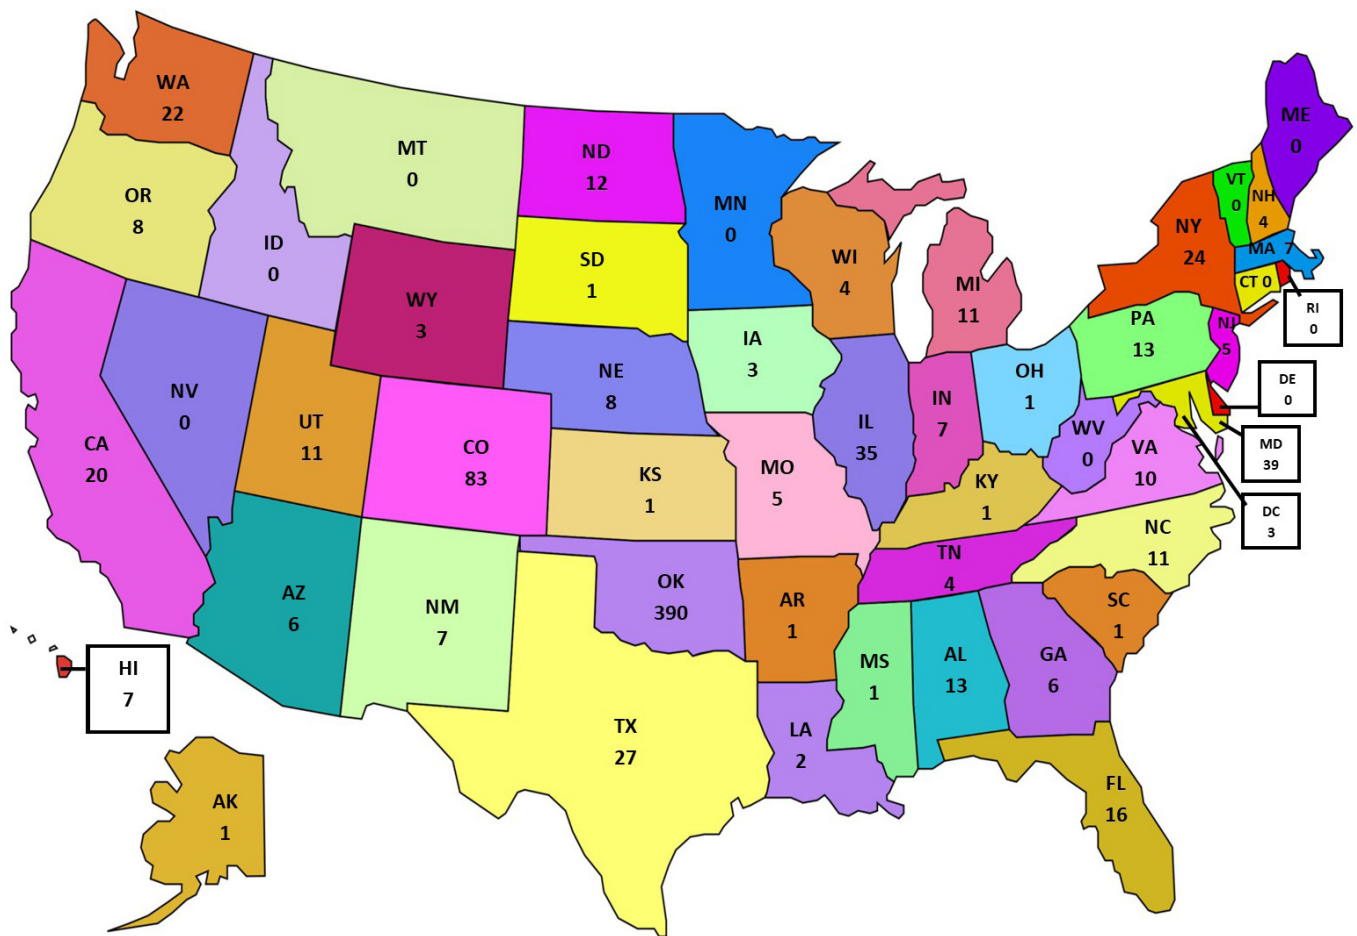 WA
22
OR
8
CA
20
ID
0
NV
0
MT
0
WY
3
UT
11
CO
83
AZ
6
NM
7
ND
12
SD
1
NE
8
KS
1
OK
390
TX
27
MN
0
IA
3
MO
5
AR
1
LA
2
WI
4
IL
35
MI
11
IN
7
OH
1
KY
1
TN
4
MS
1
AL
13
GA
6
FL
16
SC
1
NC
11
VA
10
WV
0
PA
13
NY
24
VT
0
NH
4
ME
0
MA 7
CT 0
RI
0
NJ
5
DE
0
MD
39
DC
3
HI
7
AK
1